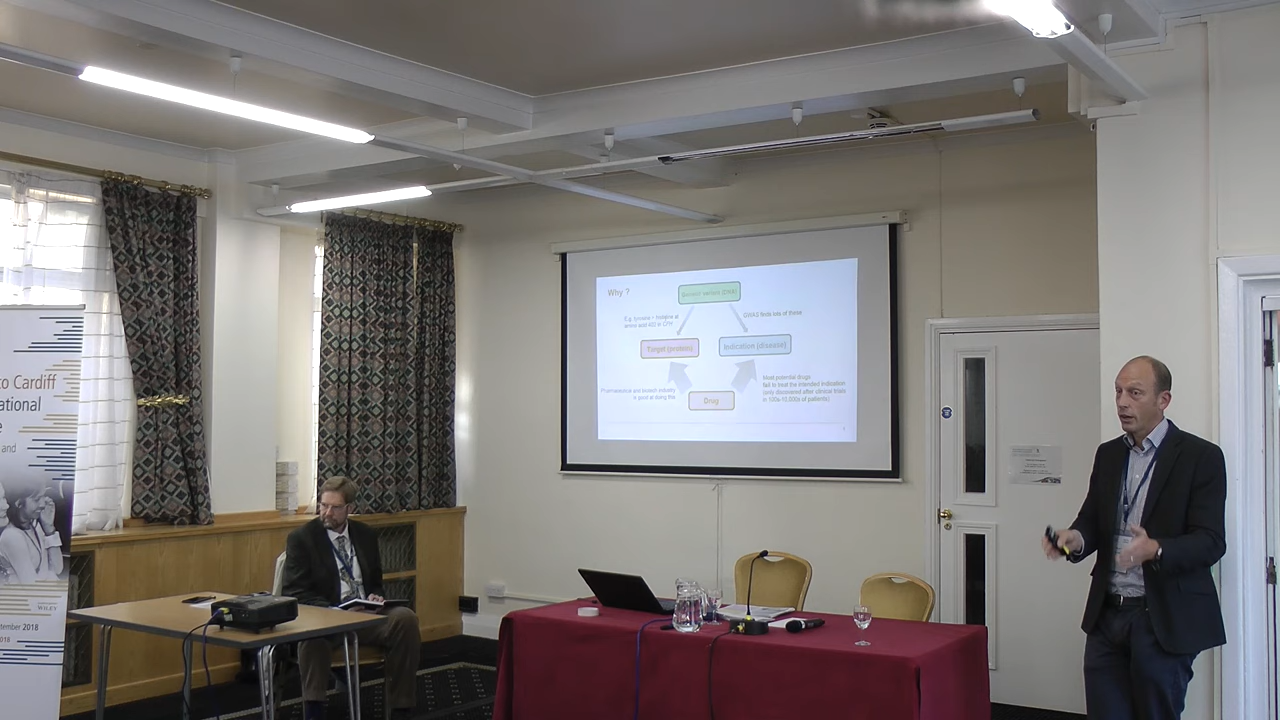 to Cardiff
ational
and
WILEY
ptember 2018
2018
Why ?
Genetic variant (DNA)
E.g. tyrosine > histidine at
amino acid 402 in CFH
GWAS finds lots of these
Target (protein)
Indication (disease)
Pharmaceutical and biotech industry
is good at doing this
Drug
Most potential drugs
fail to treat the intended indication
(only discovered after clinical trials
in 100s-10,000s of patients)